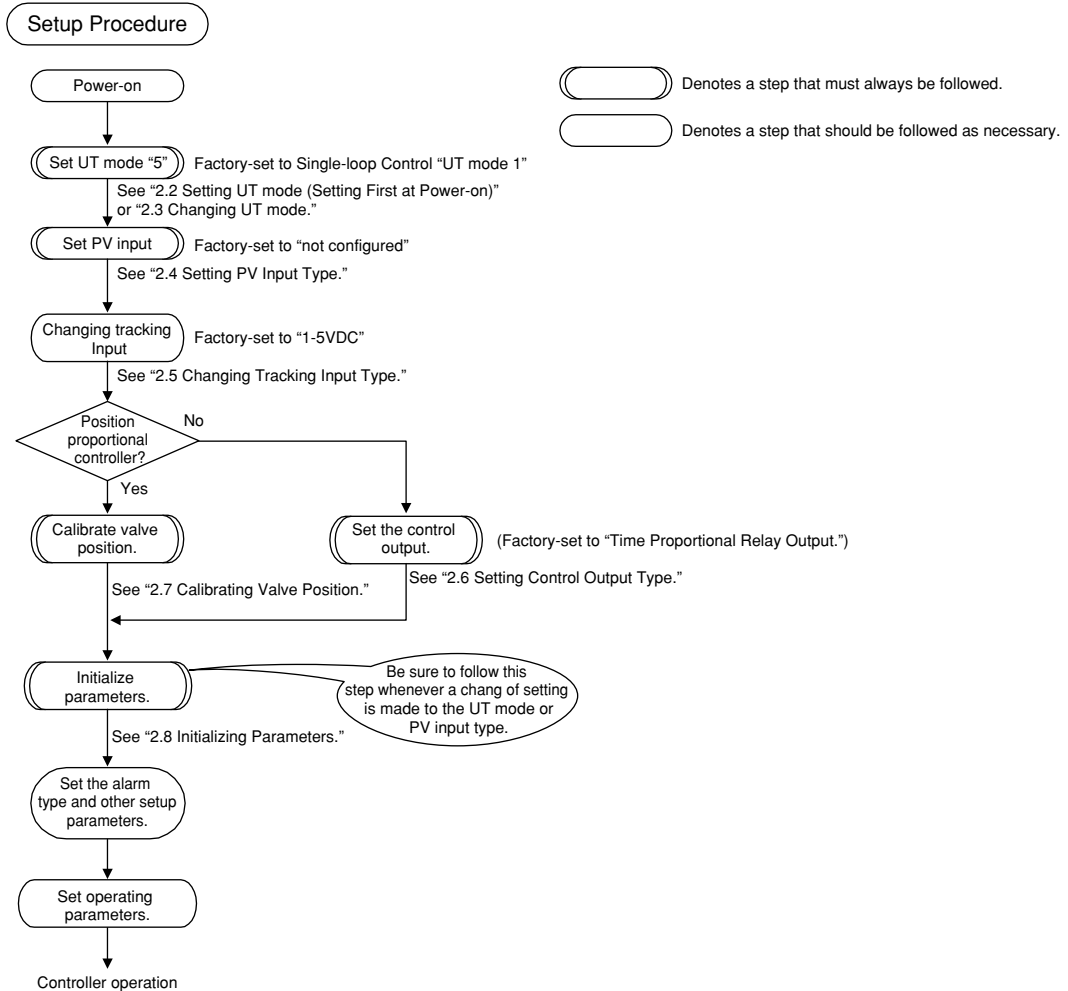 Setup Procedure
Power-on
Denotes a step that must always be followed.
Denotes a step that should be followed as necessary.
Set UT mode “5”
Factory-set to Single-loop Control “UT mode 1”
See “2.2 Setting UT mode (Setting First at Power-on)”
or “2.3 Changing UT mode.”
Set PV input
Factory-set to “not configured”
See “2.4 Setting PV Input Type.”
Changing tracking
Input
Factory-set to “1-5VDC”
See “2.5 Changing Tracking Input Type.”
Position
proportional
controller?
No
Yes
Calibrate valve
position.
Set the control
output.
(Factory-set to “Time Proportional Relay Output.”)
See “2.7 Calibrating Valve Position.”
See “2.6 Setting Control Output Type.”
Initialize
parameters.
Be sure to follow this
step whenever a chang of setting
is made to the UT mode or
PV input type.
See “2.8 Initializing Parameters.”
Set the alarm
type and other setup
parameters.
Set operating
parameters.
Controller operation